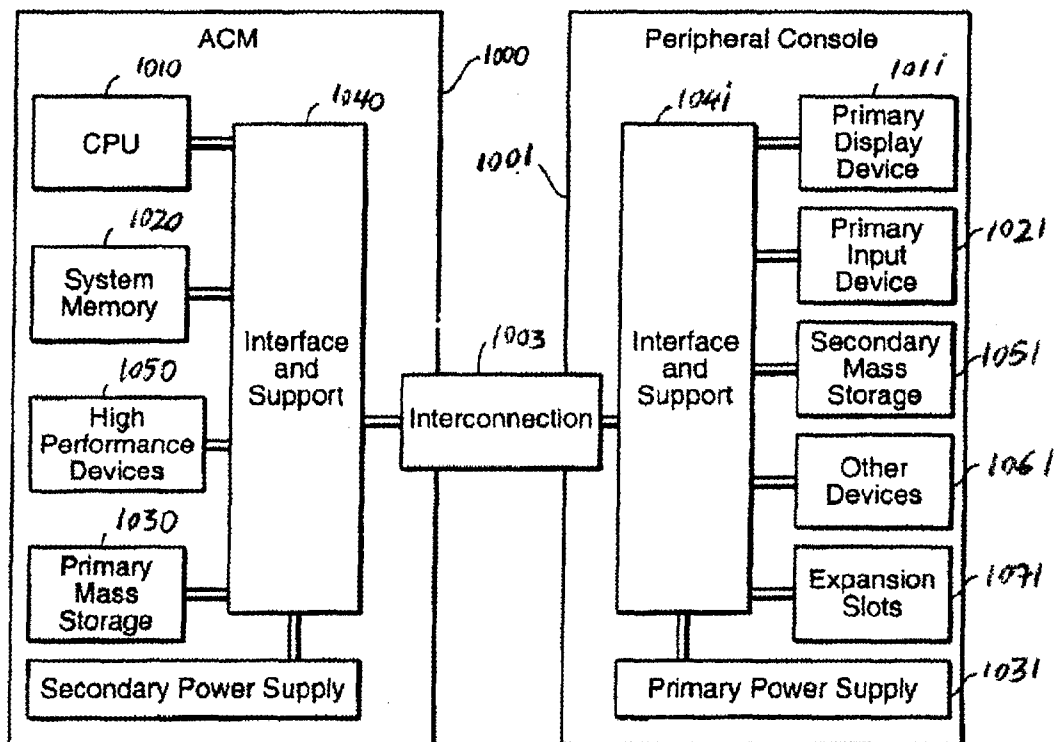 ACM
1000
1010
CPU
1040
1020
System
Memory
1050
High
Performance
Devices
1030
Primary
Mass
Storage
Interface
and
Support
Secondary Power Supply
1003
Interconnection
Peripheral Console
1001
1041
Interface
and
Support
1011
Primary
Display
Device
Primary
Input
Device
1021
Secondary
Mass
Storage
1051
Other
Devices
1061
Expansion
Slots
1071
Primary Power Supply
1031